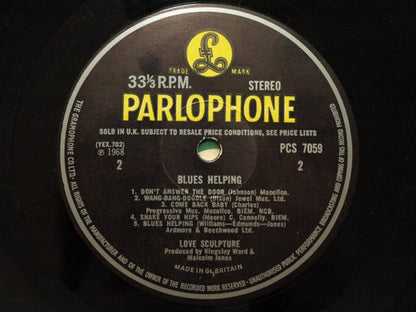 £
TRADE MARK
33⅓ R.P.M. STEREO
PARLOPHONE
SOLD IN U.K. SUBJECT TO RESALE PRICE CONDITIONS, SEE PRICE LISTS
(YEX.702) PCS 7059
℗ 1968
2 2
BLUES HELPING
1. DON'T ANSWER THE DOOR (Johnson) Mecolico.
2. WANG-DANG-DOODLE (Dixon) Jewel Mus. Ltd.
3. COME BACK BABY (Charles)
Progressive Mus. Mecolico. BIEM. NCB.
4. SHAKE YOUR HIPS (Moore) C. Connelly. BIEM.
5. BLUES HELPING (Williams—Edmunds—Jones)
Ardmore & Beechwood Ltd.
LOVE SCULPTURE
Produced by Kingsley Ward &
Malcolm Jones
MADE IN GT. BRITAIN
THE GRAMOPHONE CO LTD · ALL RIGHTS OF THE MANUFACTURER AND OF THE OWNER OF THE RECORDED WORK RESERVED · UNAUTHORISED PUBLIC PERFORMANCE BROADCASTING AND COPYING OF THIS RECORD PROHIBITED